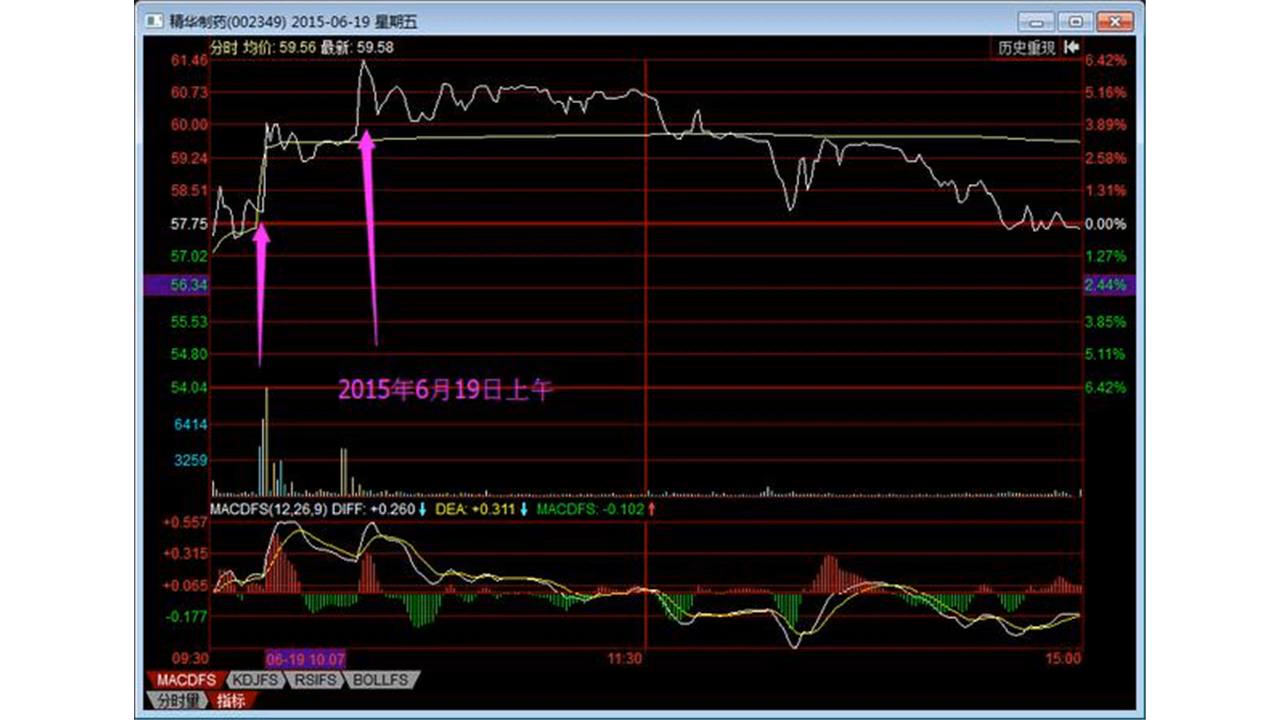 精华制药(002349) 2015-06-19 星期五
分时 均价: 59.56 最新: 59.58 历史重现
61.46 6.42%
60.73 5.16%
60.00 3.89%
59.24 2.58%
58.51 1.31%
57.75 0.00%
57.02 1.27%
56.34 2.44%
55.53 3.85%
54.80 5.11%
54.04 6.42%
2015年6月19日上午
6414
3259
MACDFS(12,26,9) DIFF: +0.260 DEA: +0.311 MACDFS: -0.102
+0.557
+0.315
+0.065
-0.177
09:30 06-19 10:07 11:30 15:00
MACDFS KDJFS RSIFS BOLLFS
分时量 指标